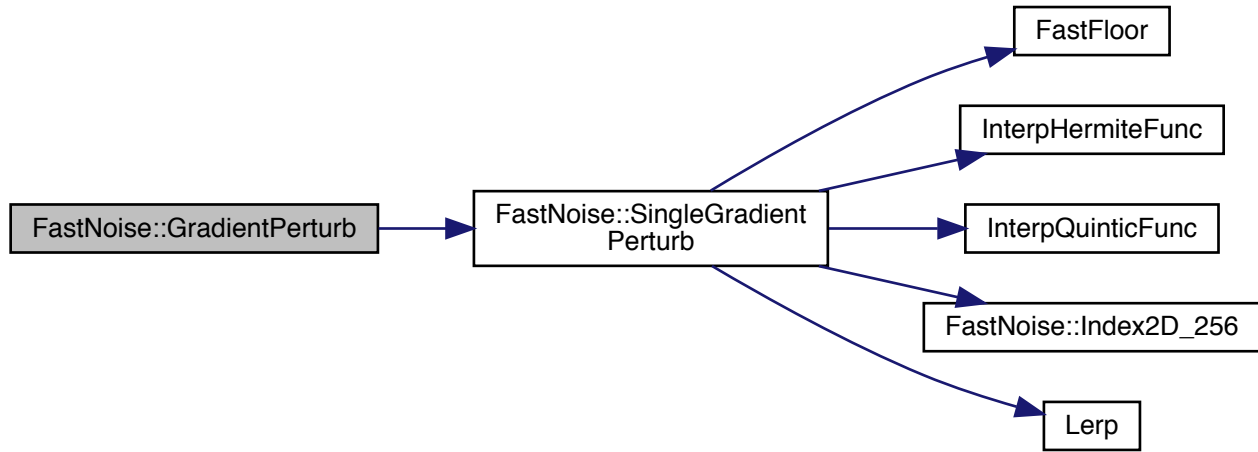 FastFloor
InterpHermiteFunc
FastNoise::GradientPerturb
FastNoise::SingleGradient
Perturb
InterpQuinticFunc
FastNoise::Index2D_256
Lerp